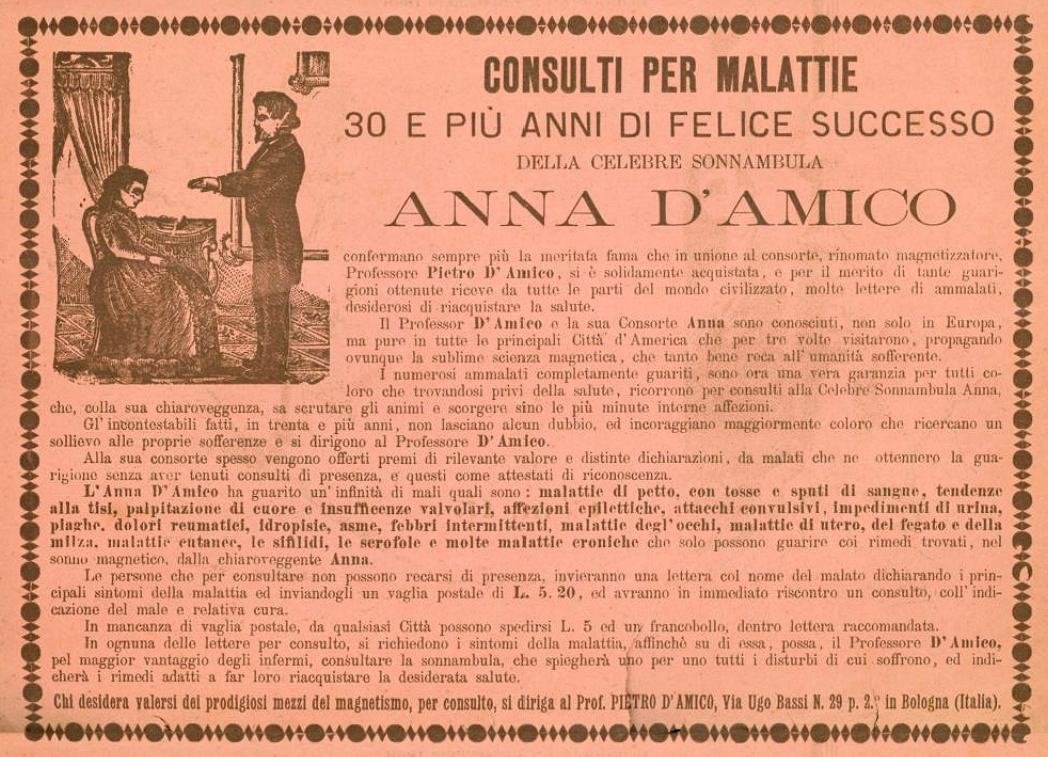 CONSULTI PER MALATTIE
30 E PIÙ ANNI DI FELICE SUCCESSO
DELLA CELEBRE SONNAMBULA
ANNA D'AMICO
confermano sempre più la meritata fama che in unione al consorte, rinomato magnetizzatore,
Professore Pietro D'Amico, si è solidamente acquistata, e per il merito di tante guari-
gioni ottenute riceve da tutte le parti del mondo civilizzato, molte lettere di ammalati,
desiderosi di riacquistare la salute.
Il Professor D'Amico e la sua Consorte Anna sono conosciuti, non solo in Europa,
ma pure in tutte le principali Città d'America che per tre volte visitarono, propagando
ovunque la sublime scienza magnetica, che tanto bene reca all'umanità sofferente.
I numerosi ammalati completamente guariti, sono ora una vera garanzia per tutti co-
loro che trovandosi privi della salute, ricorrono per consulti alla Celebre Sonnambula Anna,
che, colla sua chiaroveggenza, sa scrutare gli animi e scorgere sino le più minute interne affezioni.
Gl'incontestabili fatti, in trenta e più anni, non lasciano alcun dubbio, ed incoraggiano maggiormente coloro che ricercano un
sollievo alle proprie sofferenze e si dirigono al Professore D'Amico.
Alla sua consorte spesso vengono offerti premi di rilevante valore e distinte dichiarazioni, da malati che ne ottennero la gua-
rigione senza aver tenuti consulti di presenza, e questi come attestati di riconoscenza.
L'Anna D'Amico ha guarito un'infinità di mali quali sono : malattie di petto, con tosse e sputi di sangue, tendenze
alla tisi, palpitazione di cuore e insufficenze valvolari, affezioni epilettiche, attacchi convulsivi, impedimenti di urina,
piaghe, dolori reumatici, idropisie, asme, febbri intermittenti, malattie degl'occhi, malattie di utero, del fegato e della
milza, malattie cutanee, le sifilidi, le scrofole e molte malattie croniche che solo possono guarire coi rimedi trovati, nel
sonno magnetico, dalla chiaroveggente Anna.
Le persone che per consultare non possono recarsi di presenza, invieranno una lettera col nome del malato dichiarando i prin-
cipali sintomi della malattia ed inviandogli un vaglia postale di L. 5. 20, ed avranno in immediato riscontro un consulto, coll'indi-
cazione del male e relativa cura.
In mancanza di vaglia postale, da qualsiasi Città possono spedirsi L. 5 ed un francobollo, dentro lettera raccomandata.
In ognuna delle lettere per consulto, si richiedono i sintomi della malattia, affinchè su di essa, possa, il Professore D'Amico,
pel maggior vantaggio degli infermi, consultare la sonnambula, che spiegherà uno per uno tutti i disturbi di cui soffrono, ed indi-
cherà i rimedi adatti a far loro riacquistare la desiderata salute.
Chi desidera valersi dei prodigiosi mezzi del magnetismo, per consulto, si diriga al Prof. PIETRO D'AMICO, Via Ugo Bassi N. 29 p. 2.º in Bologna (Italia).